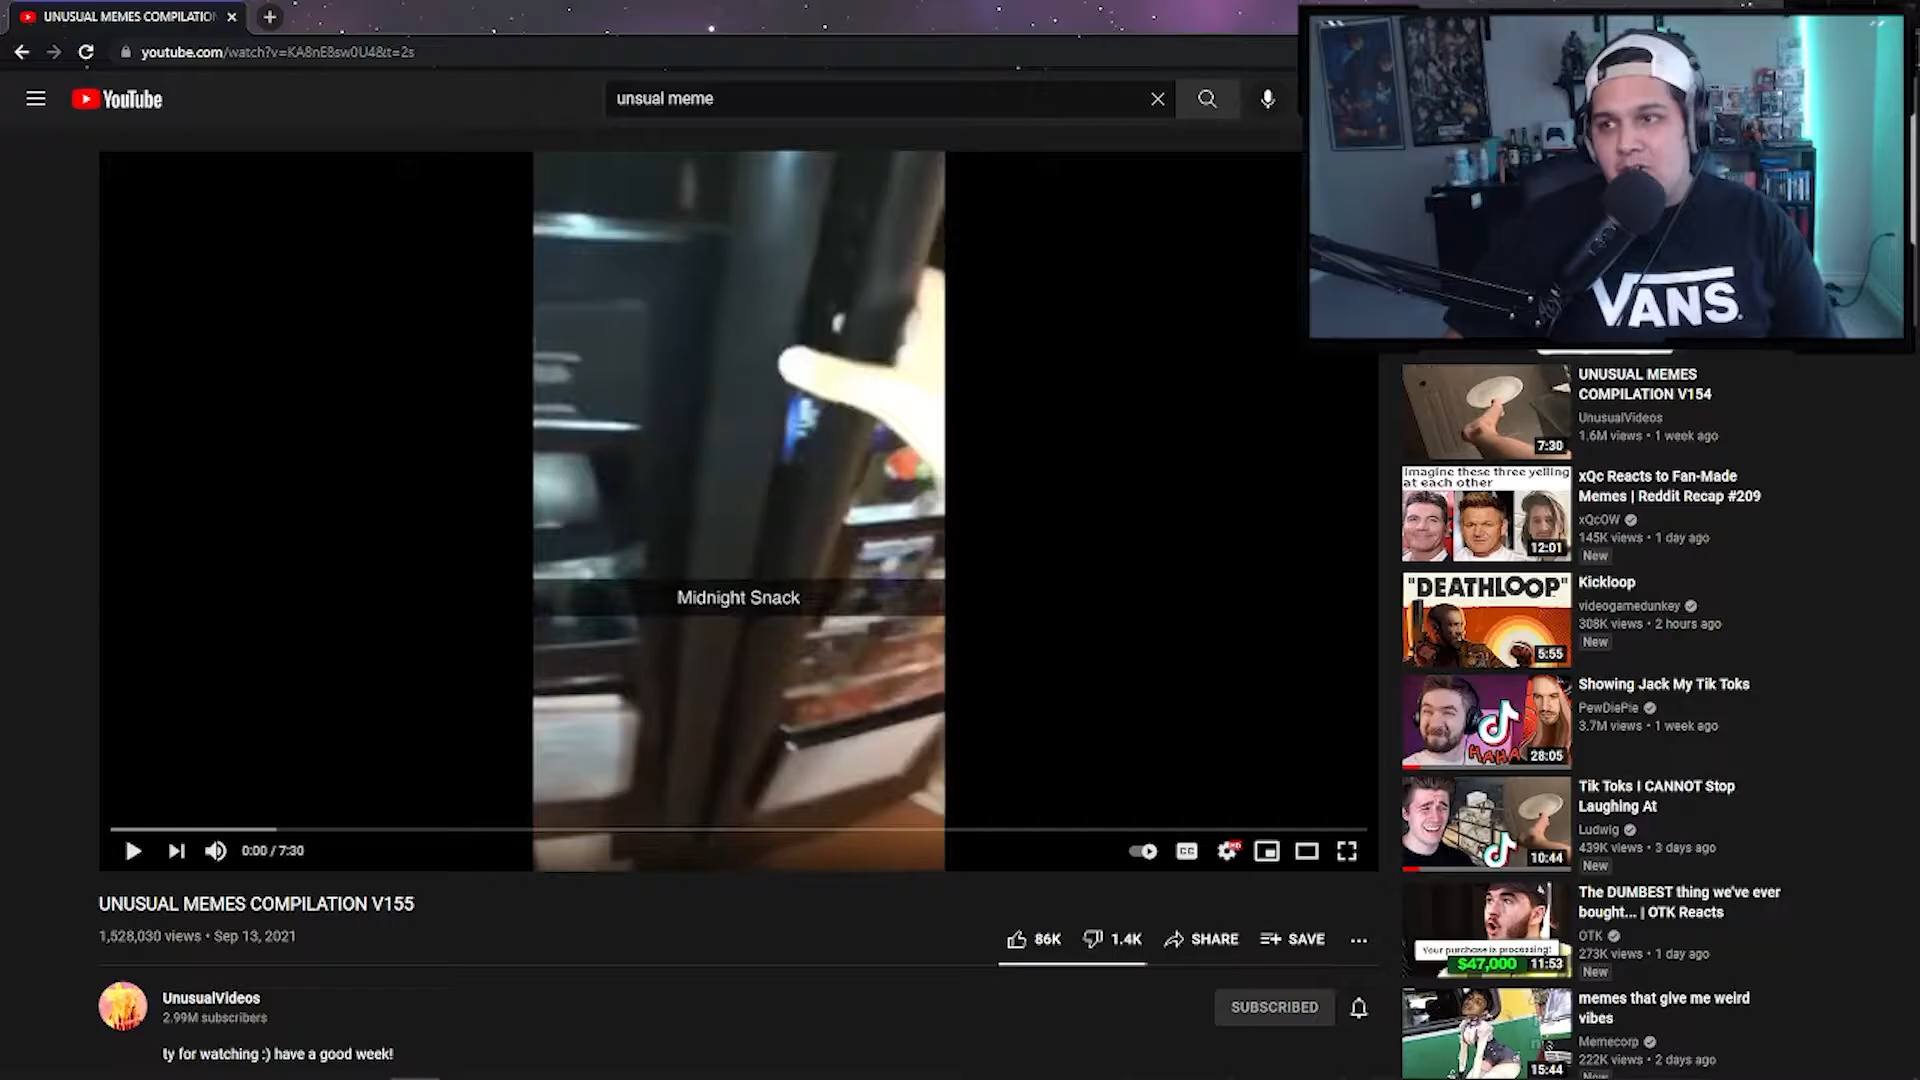 UNUSUAL MEMES COMPILATION
youtube.com/watch?v=KA8nE8sw0U4&t=2s
YouTube
unsual meme
VANS
Midnight Snack
0:00 / 7:30
CC
HD
UNUSUAL MEMES COMPILATION V155
1,528,030 views • Sep 13, 2021
86K
1.4K
SHARE
SAVE
UnusualVideos
2.99M subscribers
SUBSCRIBED
ty for watching :) have a good week!
7:30
UNUSUAL MEMES
COMPILATION V154
UnusualVideos
1.6M views • 1 week ago
Imagine these three yelling
at each other
12:01
xQc Reacts to Fan-Made
Memes | Reddit Recap #209
xQcOW
145K views • 1 day ago
New
"DEATHLOOP"
5:55
Kickloop
videogamedunkey
308K views • 2 hours ago
New
HAHA
28:05
Showing Jack My Tik Toks
PewDiePie
3.7M views • 1 week ago
10:44
Tik Toks I CANNOT Stop
Laughing At
Ludwig
439K views • 3 days ago
New
Your purchase is processing!
$47,000
11:53
The DUMBEST thing we've ever
bought... | OTK Reacts
OTK
273K views • 1 day ago
New
15:44
memes that give me weird
vibes
Memecorp
222K views • 2 days ago
New